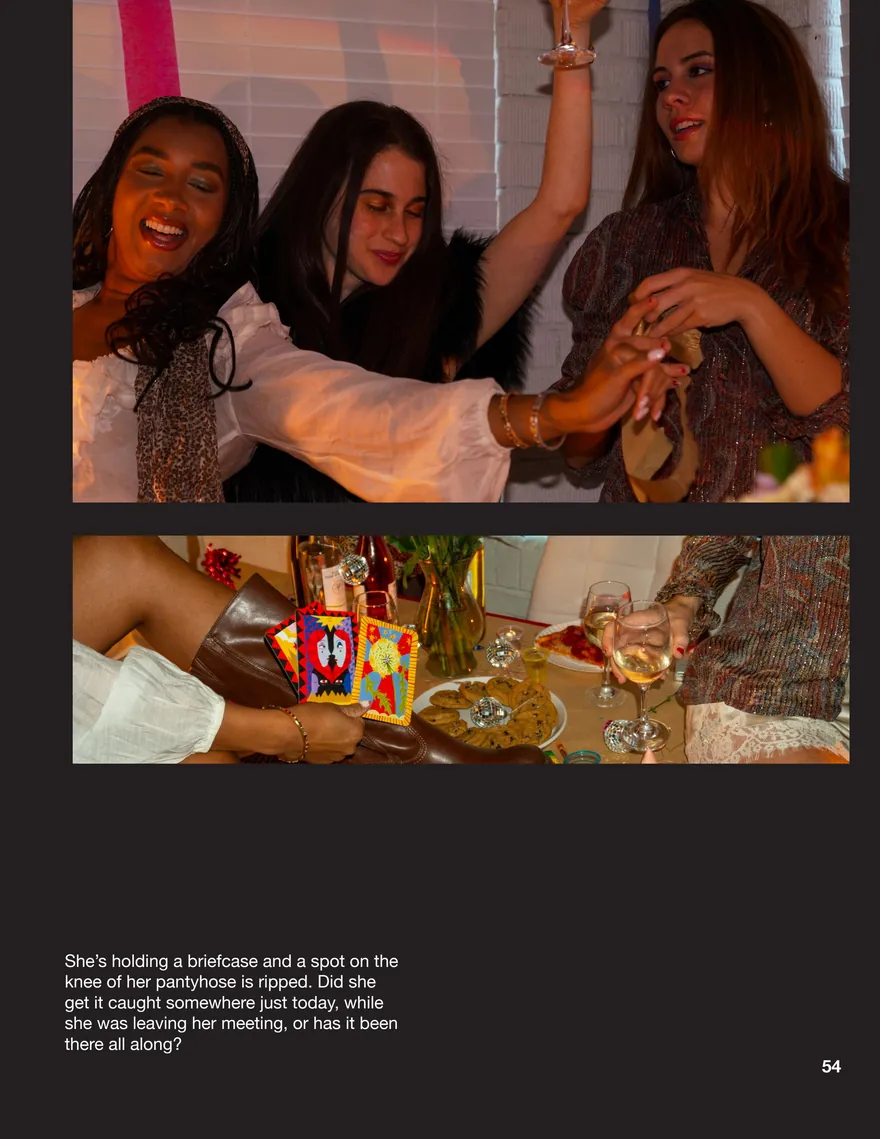 She’s holding a briefcase and a spot on the
knee of her pantyhose is ripped. Did she
get it caught somewhere just today, while
she was leaving her meeting, or has it been
there all along?
54